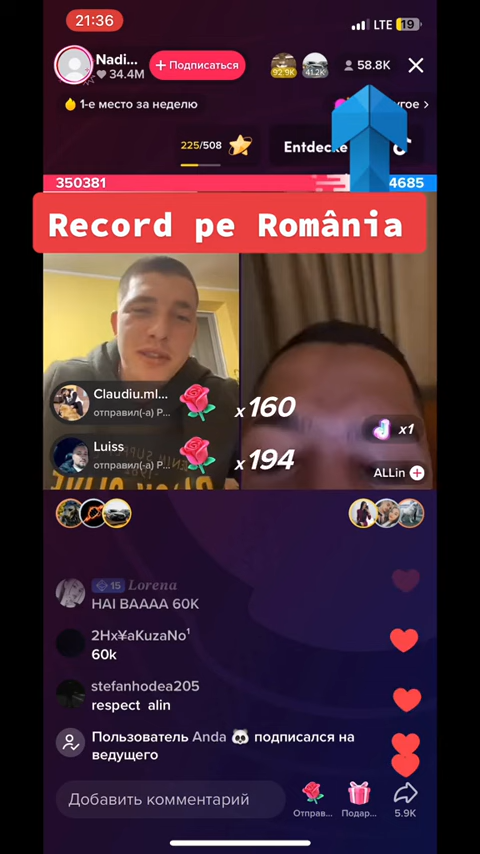 21:36
LTE 19
Nadi...
34.4M
+ Подписаться
92.9K
41.2K
58.8K
1-е место за неделю
225/508
Entdecke
350381
4685
Record pe România
Claudiu.ml...
отправил(-а) Р...
x160
Luiss
отправил(-а) Р...
x194
x1
ALLin
15 Lorena
HAI BAAAA 60K
2Hx¥aKuzaNo¹
60k
stefanhodea205
respect alin
Пользователь Anda 🐼 подписался на
ведущего
Добавить комментарий
Отправ...
Подар...
5.9K